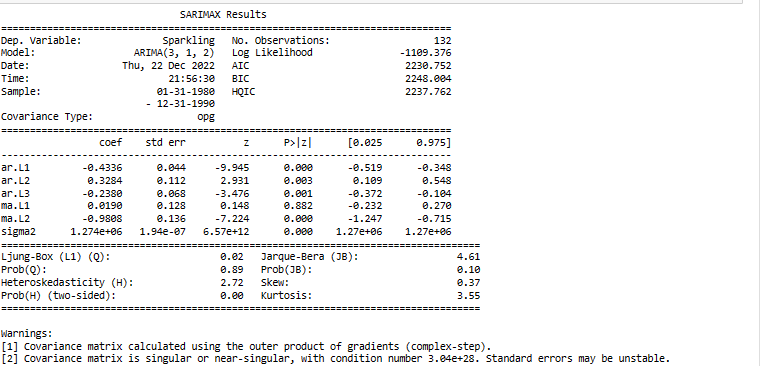 SARIMAX Results
==============================================================================
Dep. Variable: Sparkling No. Observations: 132
Model: ARIMA(3, 1, 2) Log Likelihood -1109.376
Date: Thu, 22 Dec 2022 AIC 2230.752
Time: 21:56:30 BIC 2248.004
Sample: 01-31-1980 HQIC 2237.762
- 12-31-1990
Covariance Type: opg
==============================================================================
coef std err z P>|z| [0.025 0.975]
------------------------------------------------------------------------------
ar.L1 -0.4336 0.044 -9.945 0.000 -0.519 -0.348
ar.L2 0.3284 0.112 2.931 0.003 0.109 0.548
ar.L3 -0.2380 0.068 -3.476 0.001 -0.372 -0.104
ma.L1 0.0190 0.128 0.148 0.882 -0.232 0.270
ma.L2 -0.9808 0.136 -7.224 0.000 -1.247 -0.715
sigma2 1.274e+06 1.94e-07 6.57e+12 0.000 1.27e+06 1.27e+06
===================================================================================
Ljung-Box (L1) (Q): 0.02 Jarque-Bera (JB): 4.61
Prob(Q): 0.89 Prob(JB): 0.10
Heteroskedasticity (H): 2.72 Skew: 0.37
Prob(H) (two-sided): 0.00 Kurtosis: 3.55
===================================================================================
Warnings:
[1] Covariance matrix calculated using the outer product of gradients (complex-step).
[2] Covariance matrix is singular or near-singular, with condition number 3.04e+28. Standard errors may be unstable.